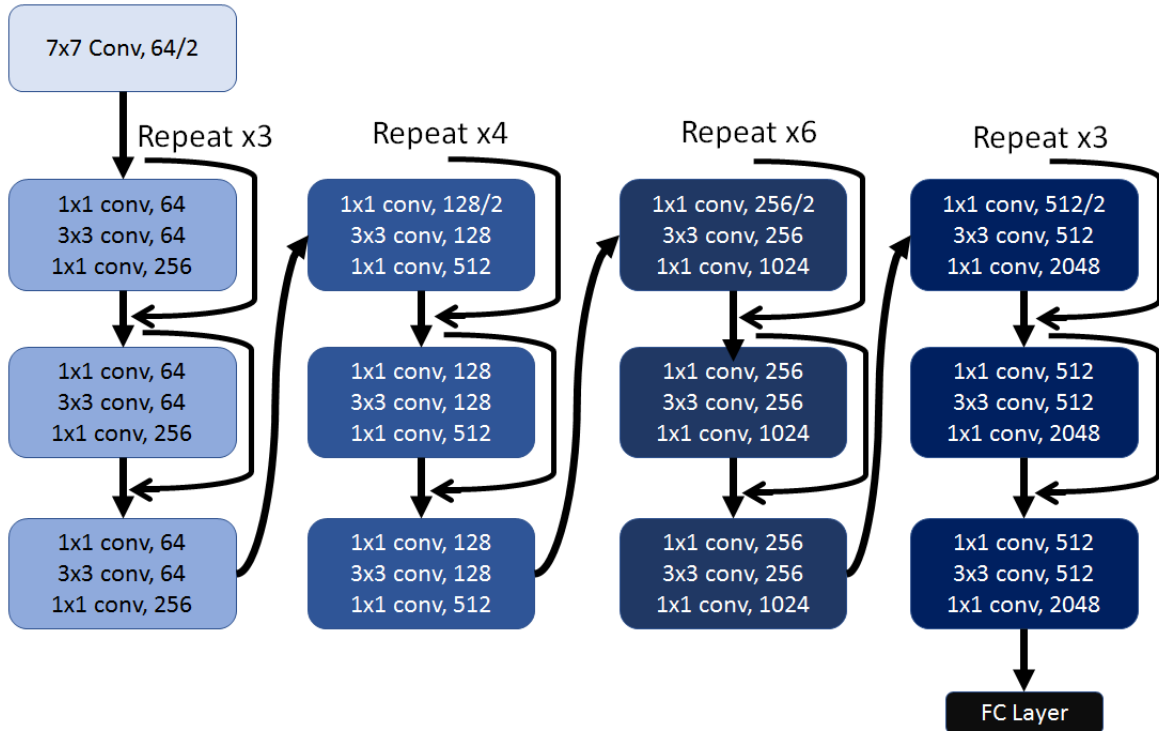 7x7 Conv, 64/2
Repeat x3
1x1 conv, 64
3x3 conv, 64
1x1 conv, 256
1x1 conv, 64
3x3 conv, 64
1x1 conv, 256
1x1 conv, 64
3x3 conv, 64
1x1 conv, 256
Repeat x4
1x1 conv, 128/2
3x3 conv, 128
1x1 conv, 512
1x1 conv, 128
3x3 conv, 128
1x1 conv, 512
1x1 conv, 128
3x3 conv, 128
1x1 conv, 512
Repeat x6
1x1 conv, 256/2
3x3 conv, 256
1x1 conv, 1024
1x1 conv, 256
3x3 conv, 256
1x1 conv, 1024
1x1 conv, 256
3x3 conv, 256
1x1 conv, 1024
Repeat x3
1x1 conv, 512/2
3x3 conv, 512
1x1 conv, 2048
1x1 conv, 512
3x3 conv, 512
1x1 conv, 2048
1x1 conv, 512
3x3 conv, 512
1x1 conv, 2048
FC Layer